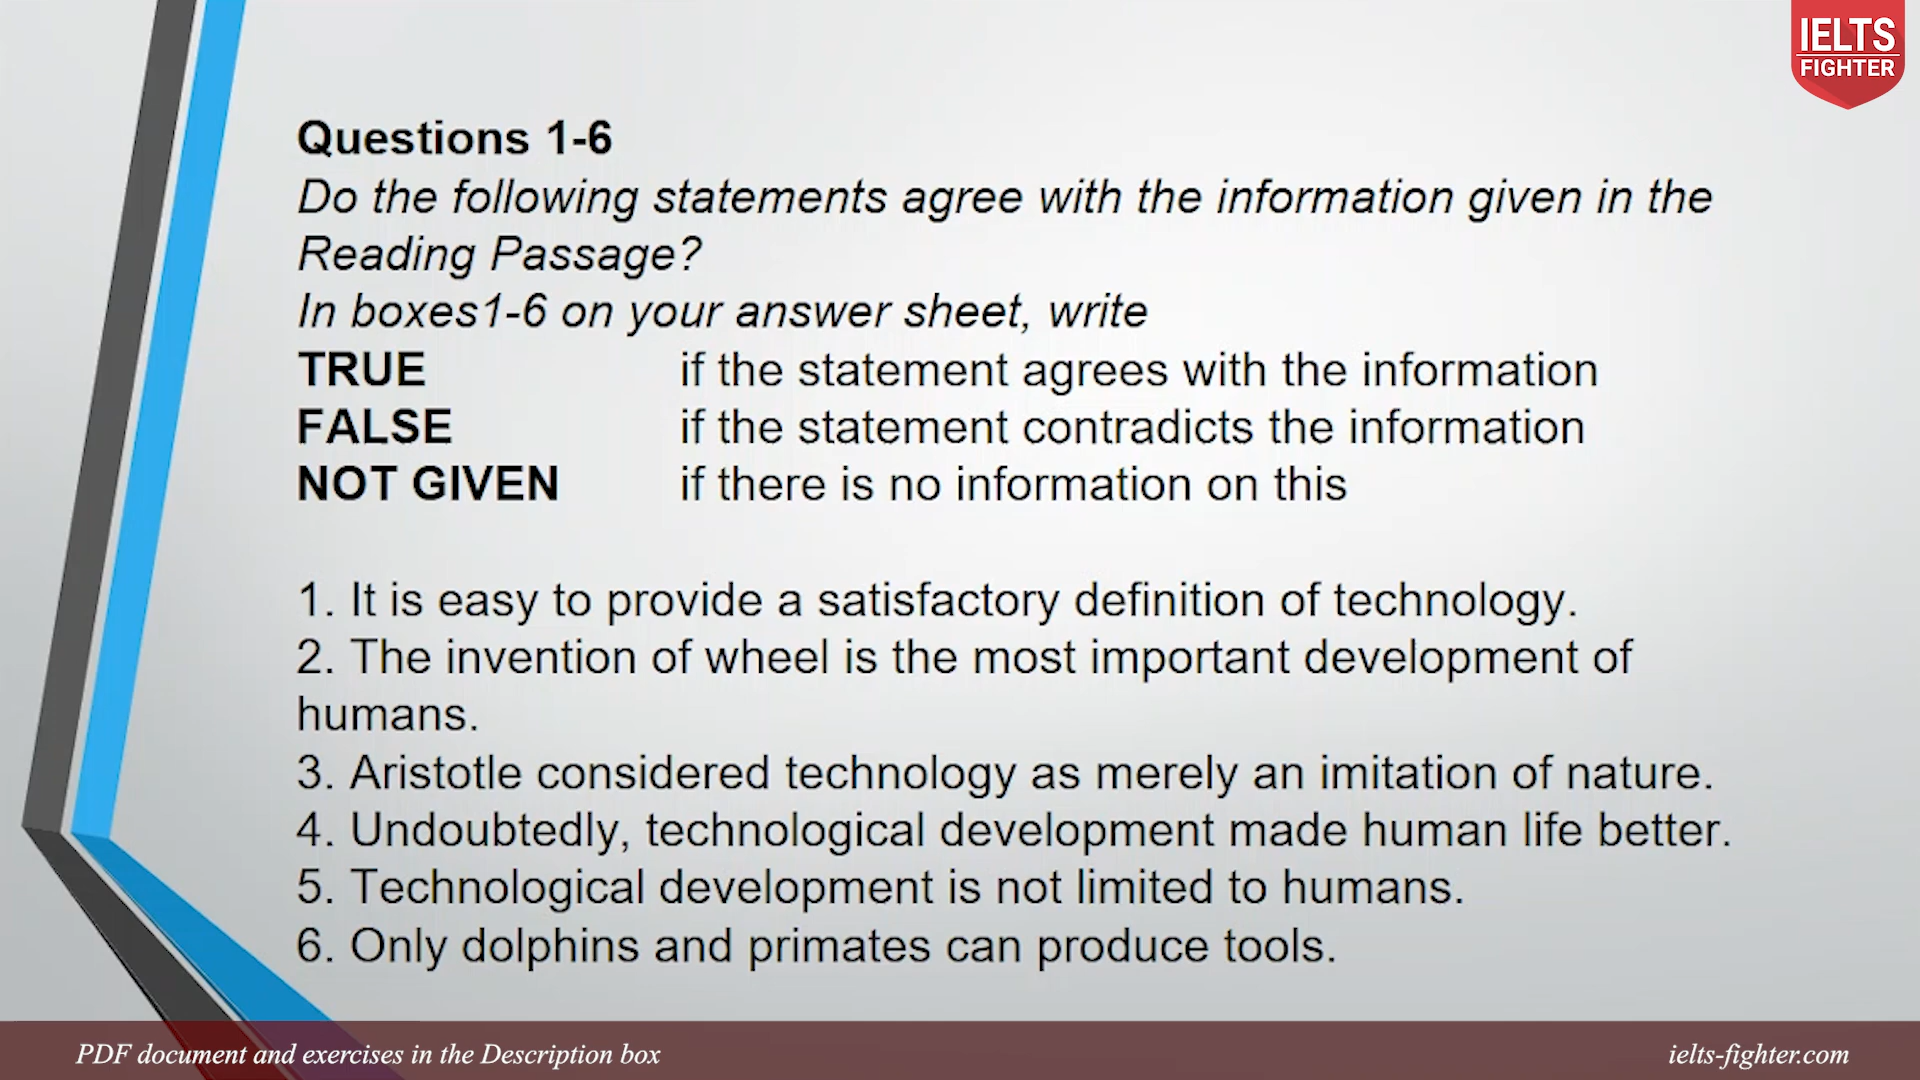 IELTS
FIGHTER
Questions 1-6
Do the following statements agree with the information given in the
Reading Passage?
In boxes1-6 on your answer sheet, write
TRUE if the statement agrees with the information
FALSE if the statement contradicts the information
NOT GIVEN if there is no information on this
1. It is easy to provide a satisfactory definition of technology.
2. The invention of wheel is the most important development of
humans.
3. Aristotle considered technology as merely an imitation of nature.
4. Undoubtedly, technological development made human life better.
5. Technological development is not limited to humans.
6. Only dolphins and primates can produce tools.
PDF document and exercises in the Description box
ielts-fighter.com